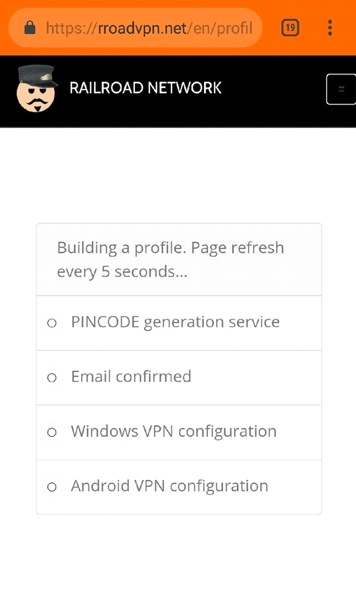 https://rroadvpn.net/en/profil
19
RAILROAD NETWORK
Building a profile. Page refresh
every 5 seconds...
PINCODE generation service
Email confirmed
Windows VPN configuration
Android VPN configuration